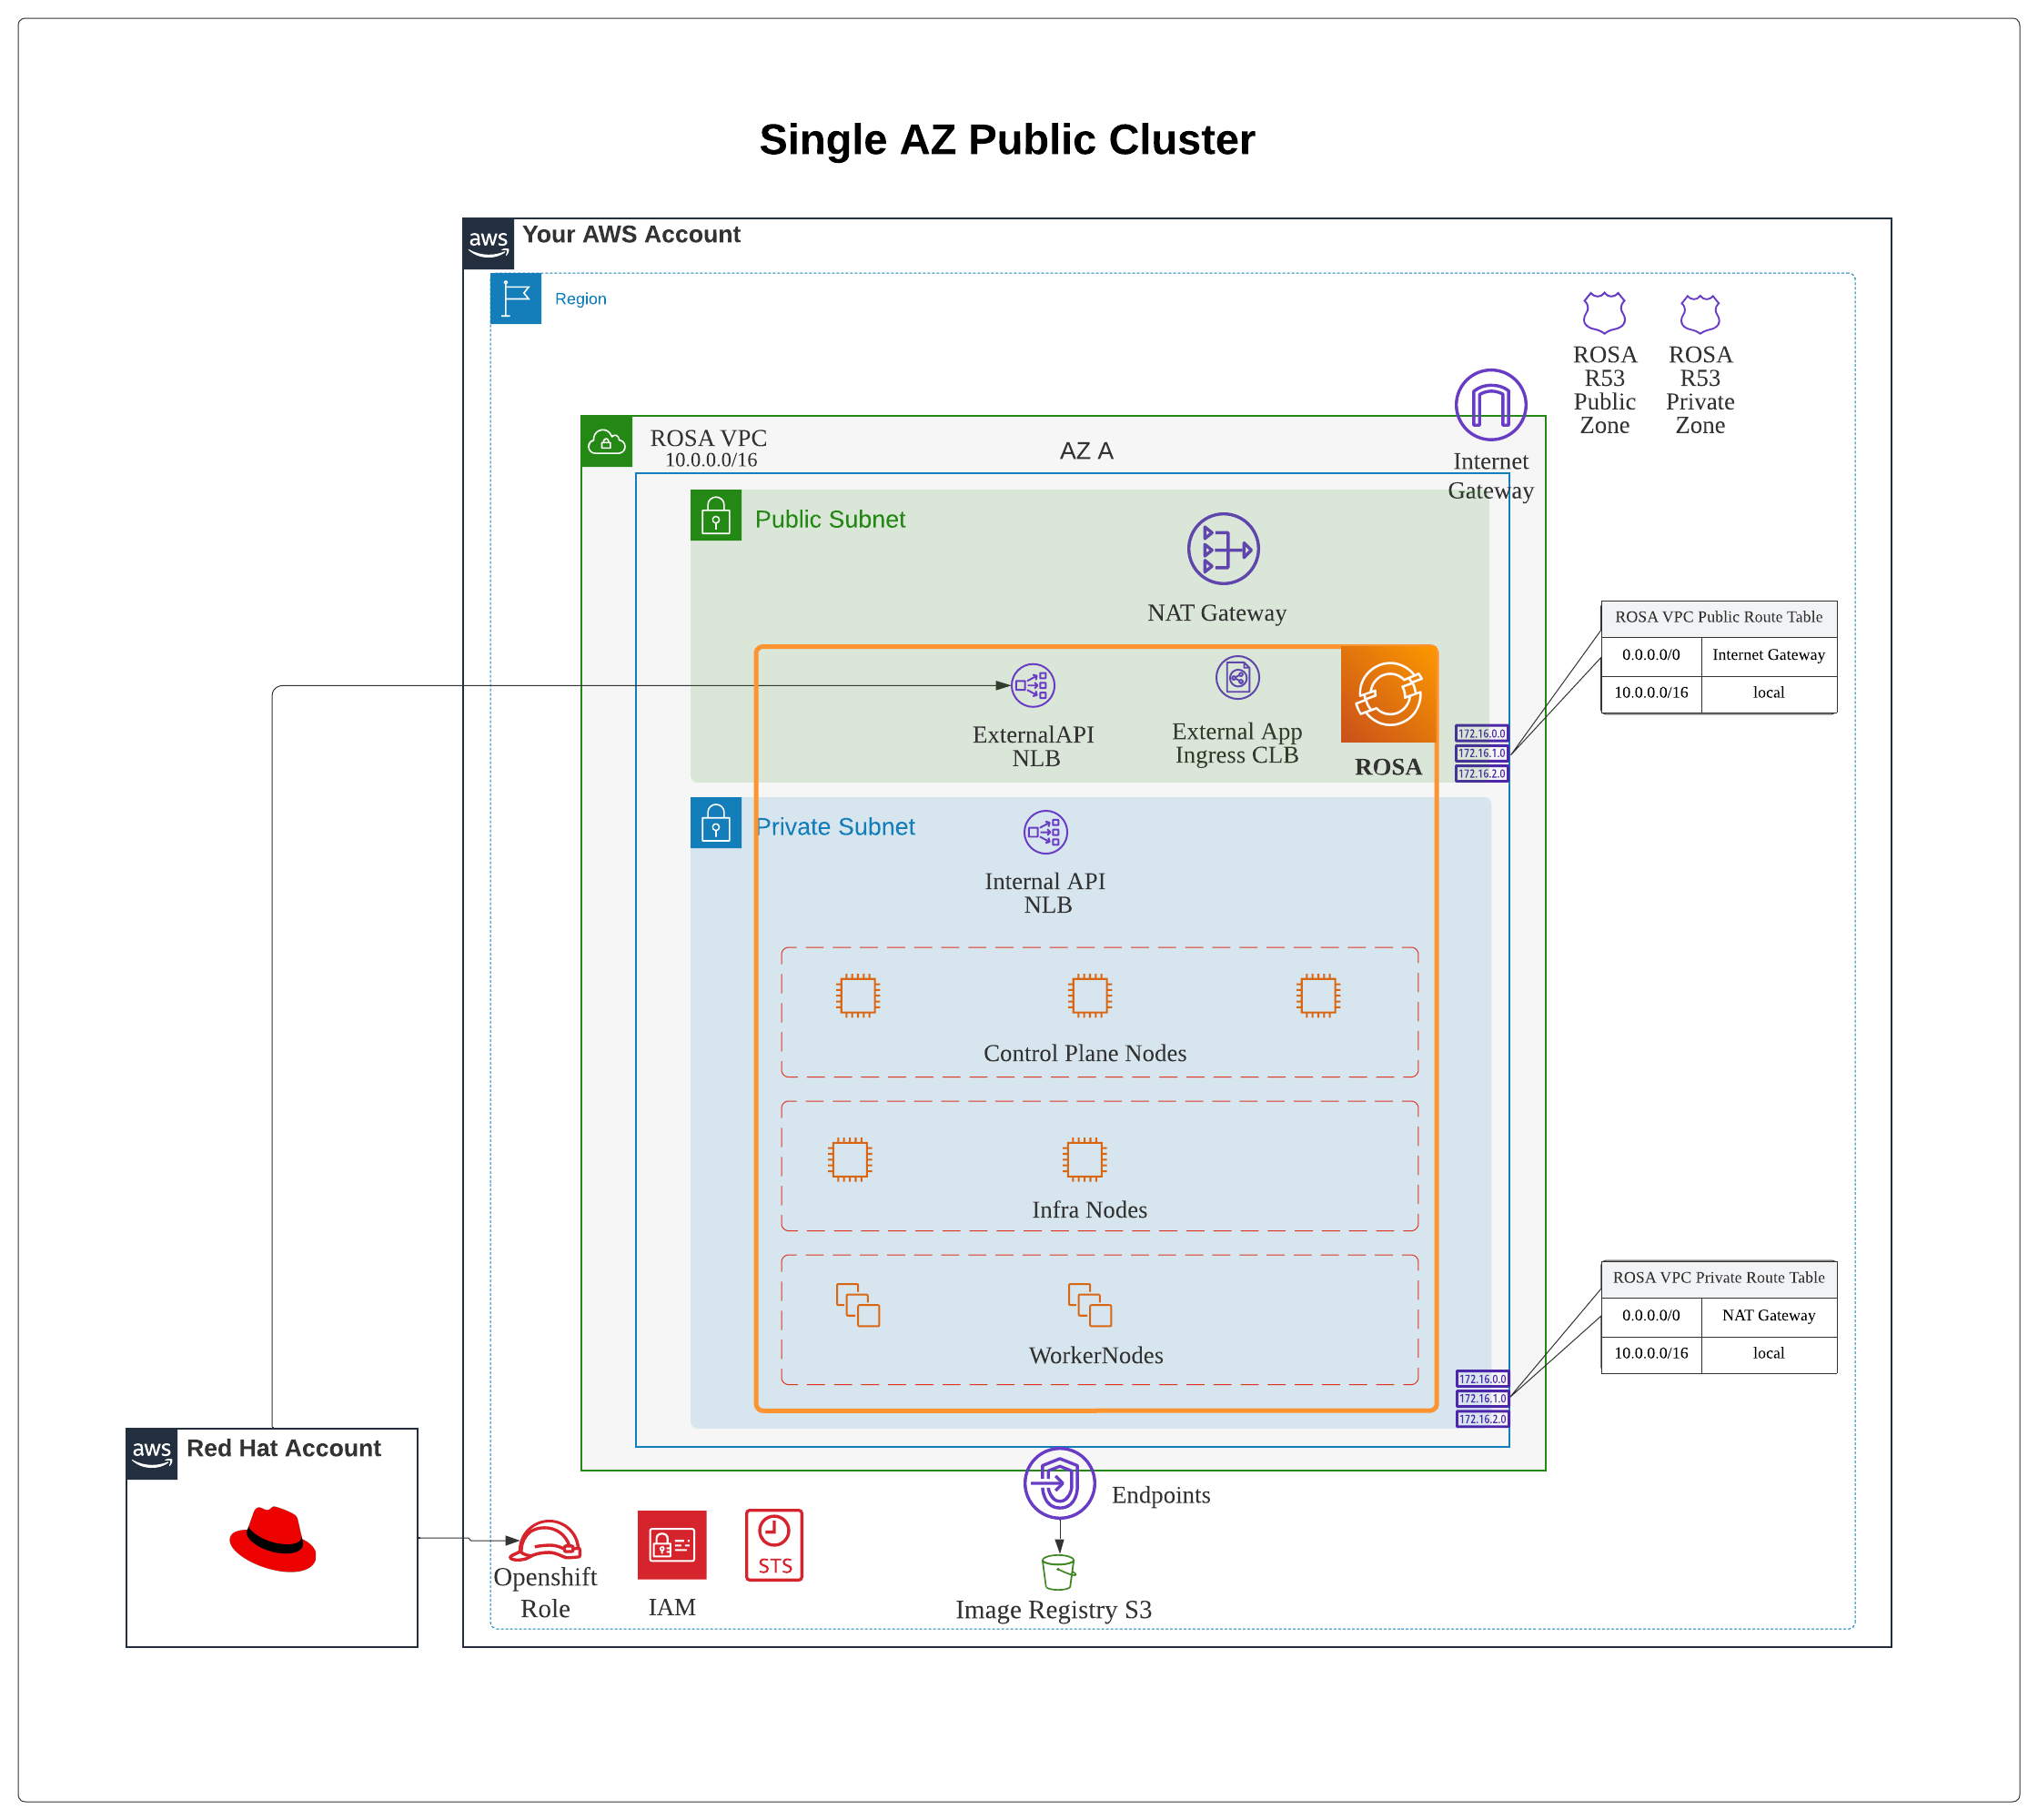 Single AZ Public Cluster
aws
Your AWS Account
Region
ROSA
R53
Public
Zone
ROSA
R53
Private
Zone
Internet
Gateway
ROSA VPC
10.0.0.0/16
AZ A
Public Subnet
NAT Gateway
ROSA VPC Public Route Table
0.0.0.0/0 Internet Gateway
10.0.0.0/16 local
ExternalAPI
NLB
External App
Ingress CLB
ROSA
172.16.0.0
172.16.1.0
172.16.2.0
Private Subnet
Internal API
NLB
Control Plane Nodes
Infra Nodes
WorkerNodes
ROSA VPC Private Route Table
0.0.0.0/0 NAT Gateway
10.0.0.0/16 local
172.16.0.0
172.16.1.0
172.16.2.0
aws
Red Hat Account
Endpoints
Openshift
Role
IAM
STS
Image Registry S3